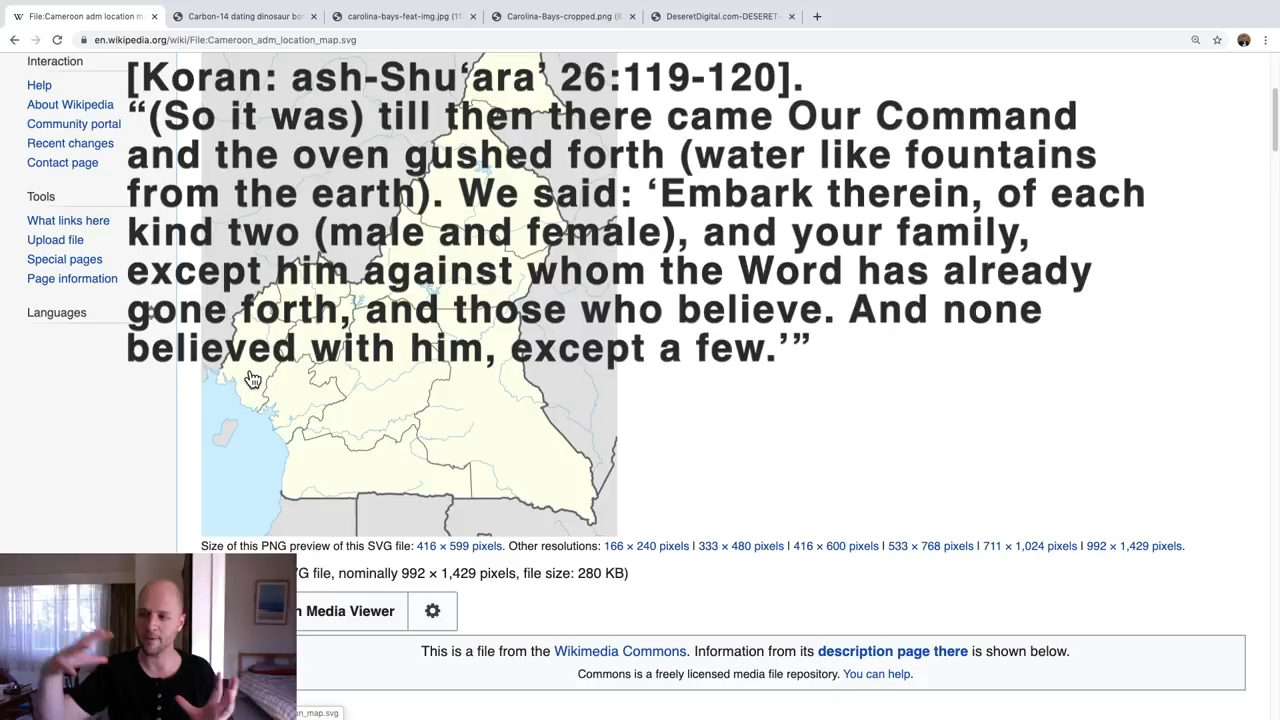 File:Cameroon adm location m
Carbon-14 dating dinosaur bo
carolina-bays-feat-img.jpg (11
Carolina-Bays-cropped.png (8
DeseretDigital.com-DESERET-
en.wikipedia.org/wiki/File:Cameroon_adm_location_map.svg
Interaction
Help
About Wikipedia
Community portal
Recent changes
Contact page
Tools
What links here
Upload file
Special pages
Page information
Languages
[Koran: ash-Shu‘ara’ 26:119-120].
“(So it was) till then there came Our Command
and the oven gushed forth (water like fountains
from the earth). We said: ‘Embark therein, of each
kind two (male and female), and your family,
except him against whom the Word has already
gone forth, and those who believe. And none
believed with him, except a few.’”
Size of this PNG preview of this SVG file: 416 × 599 pixels. Other resolutions: 166 × 240 pixels | 333 × 480 pixels | 416 × 600 pixels | 533 × 768 pixels | 711 × 1,024 pixels | 992 × 1,429 pixels.
G file, nominally 992 × 1,429 pixels, file size: 280 KB)
n Media Viewer
This is a file from the Wikimedia Commons. Information from its description page there is shown below.
Commons is a freely licensed media file repository. You can help.
on_map.svg